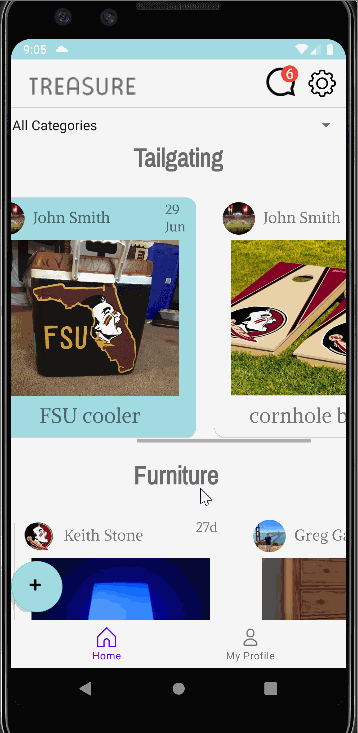 9:05
TREASURE
6
All Categories
Tailgating
John Smith
29
Jun
John Smith
FSU
FSU cooler
cornhole b
Furniture
Keith Stone
27d
Greg Ga
+
Home
My Profile